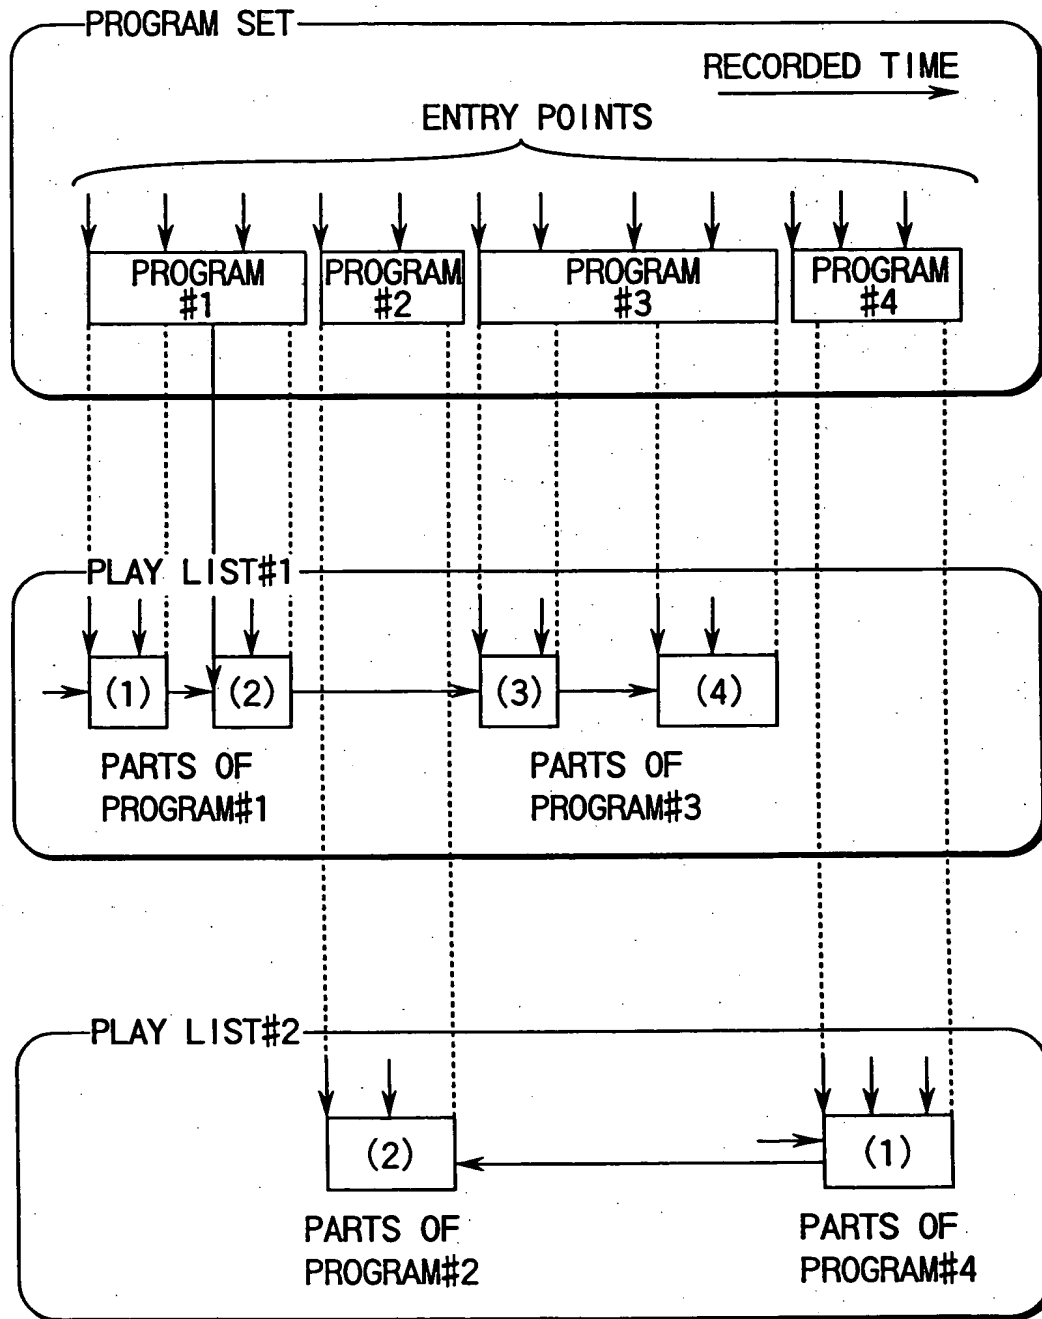 PROGRAM SET
RECORDED TIME
ENTRY POINTS
PROGRAM
#1
PROGRAM
#2
PROGRAM
#3
PROGRAM
#4
PLAY LIST#1
(1)
(2)
(3)
(4)
PARTS OF
PROGRAM#1
PARTS OF
PROGRAM#3
PLAY LIST#2
(2)
(1)
PARTS OF
PROGRAM#2
PARTS OF
PROGRAM#4